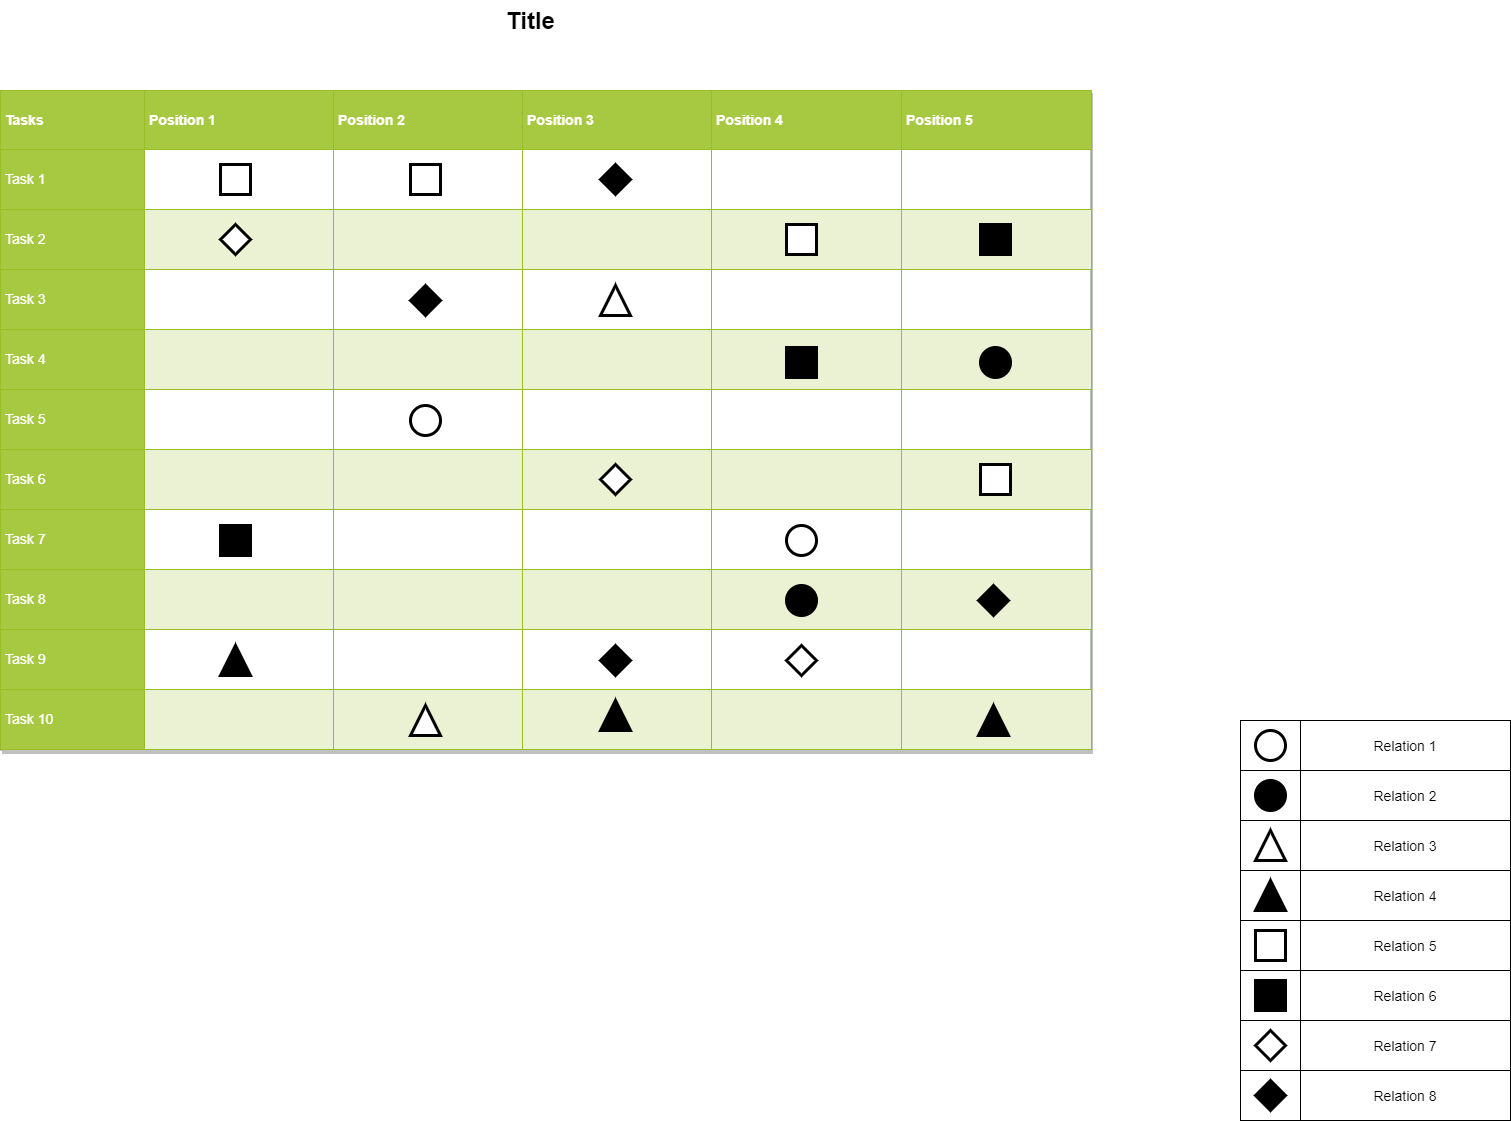 Title
Tasks Position 1 Position 2 Position 3 Position 4 Position 5
Task 1
Task 2
Task 3
Task 4
Task 5
Task 6
Task 7
Task 8
Task 9
Task 10
Relation 1
Relation 2
Relation 3
Relation 4
Relation 5
Relation 6
Relation 7
Relation 8